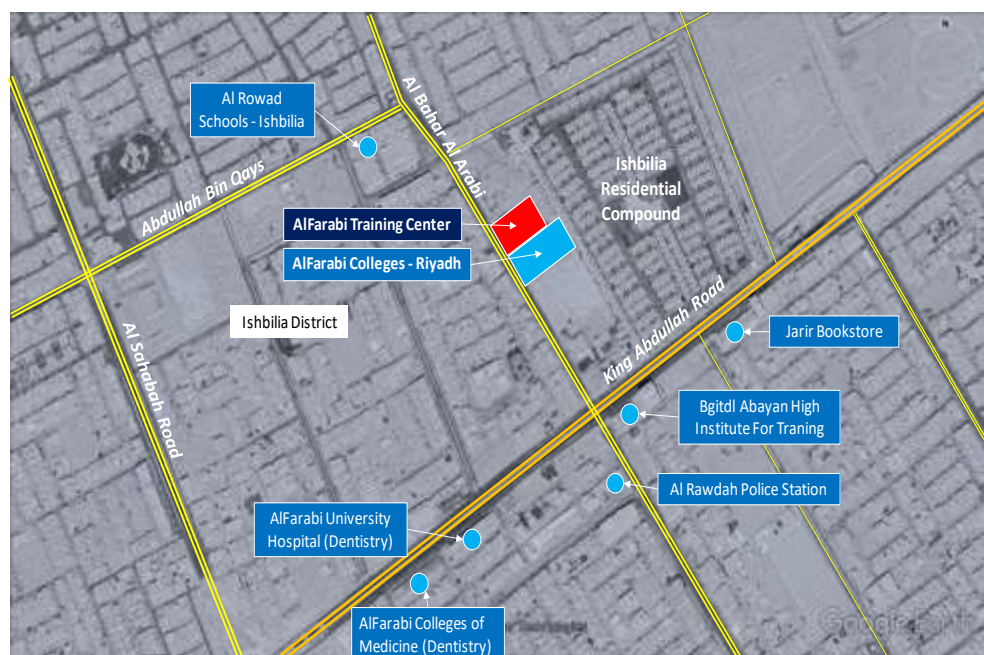 N
Al Rowad
Schools - Ishbilia
Al Bahar Al Arabi
Abdullah Bin Qays
Ishbilia
Residential
Compound
AlFarabi Training Center
AlFarabi Colleges - Riyadh
Ishbilia District
Al Sahabah Road
King Abdullah Road
Jarir Bookstore
Bgitdl Abayan High
Institute For Traning
Al Rawdah Police Station
AlFarabi University
Hospital (Dentistry)
AlFarabi Colleges of
Medicine (Dentistry)
Google Earth